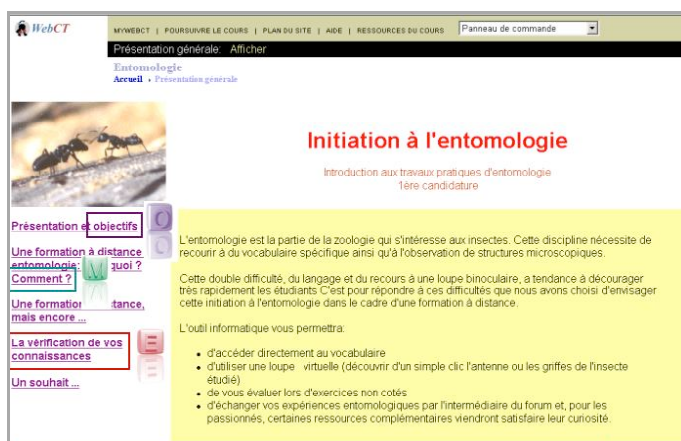 WebCT
MYWEBCT | POURSUIVRE LE COURS | PLAN DU SITE | AIDE | RESSOURCES DU COURS
Panneau de commande
Présentation générale: Afficher
Entomologie
Accueil › Présentation générale
Initiation à l'entomologie
Introduction aux travaux pratiques d'entomologie
1ère candidature
Présentation et objectifs
O
Une formation à distance
entomologie: quoi ?
Comment ?
M
Une formation tance,
mais encore ...
La vérification de vos
connaissances
E
Un souhait ...
L'entomologie est la partie de la zoologie qui s'intéresse aux insectes. Cette discipline nécessite de
recourir à du vocabulaire spécifique ainsi qu'à l'observation de structures microscopiques.
Cette double difficulté, du langage et du recours à une loupe binoculaire, a tendance à décourager
très rapidement les étudiants C'est pour répondre à ces difficultés que nous avons choisi d'envisager
cette initiation à l'entomologie dans le cadre d'une formation à distance.
L'outil informatique vous permettra:
• d'accéder directement au vocabulaire
• d'utiliser une loupe virtuelle (découvrir d'un simple clic l'antenne ou les griffes de l'insecte
étudié)
• de vous évaluer lors d'exercices non cotés
• d'échanger vos expériences entomologiques par l'intermédiaire du forum et, pour les
passionnés, certaines ressources complémentaires viendront satisfaire leur curiosité.